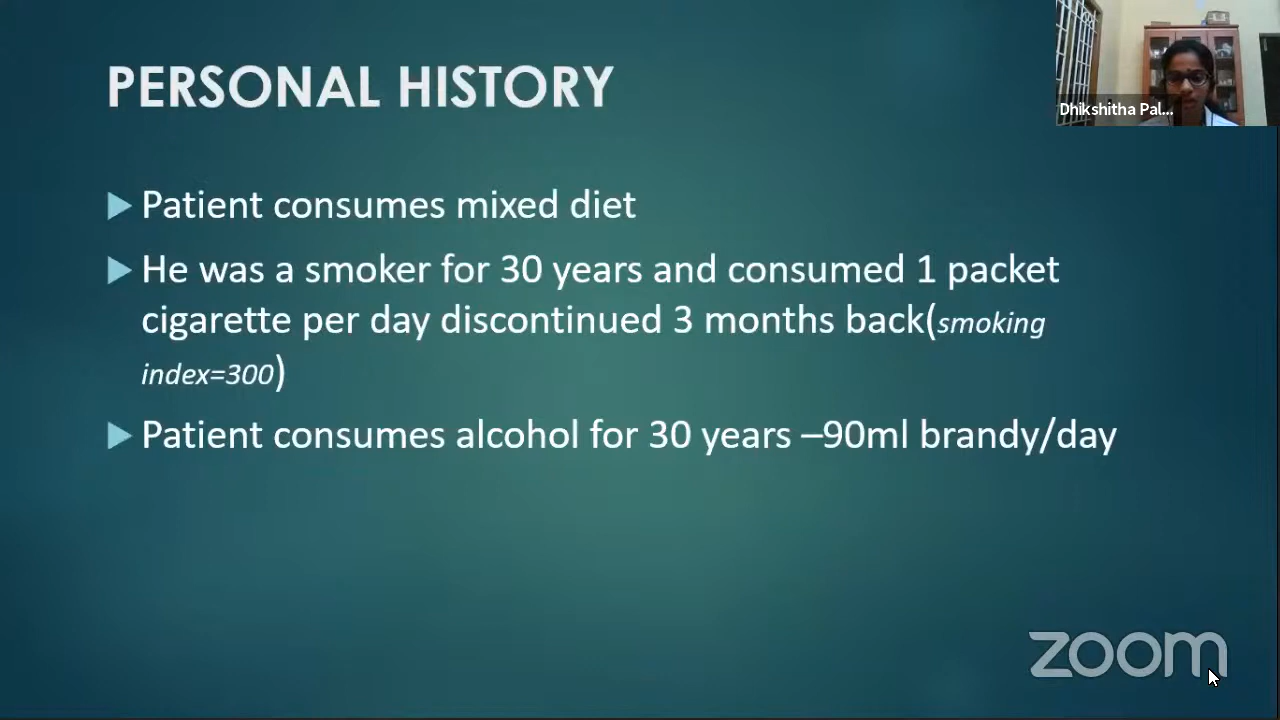 PERSONAL HISTORY
Dhikshitha Pal...
Patient consumes mixed diet
He was a smoker for 30 years and consumed 1 packet
cigarette per day discontinued 3 months back(smoking
index=300)
Patient consumes alcohol for 30 years –90ml brandy/day
zoom